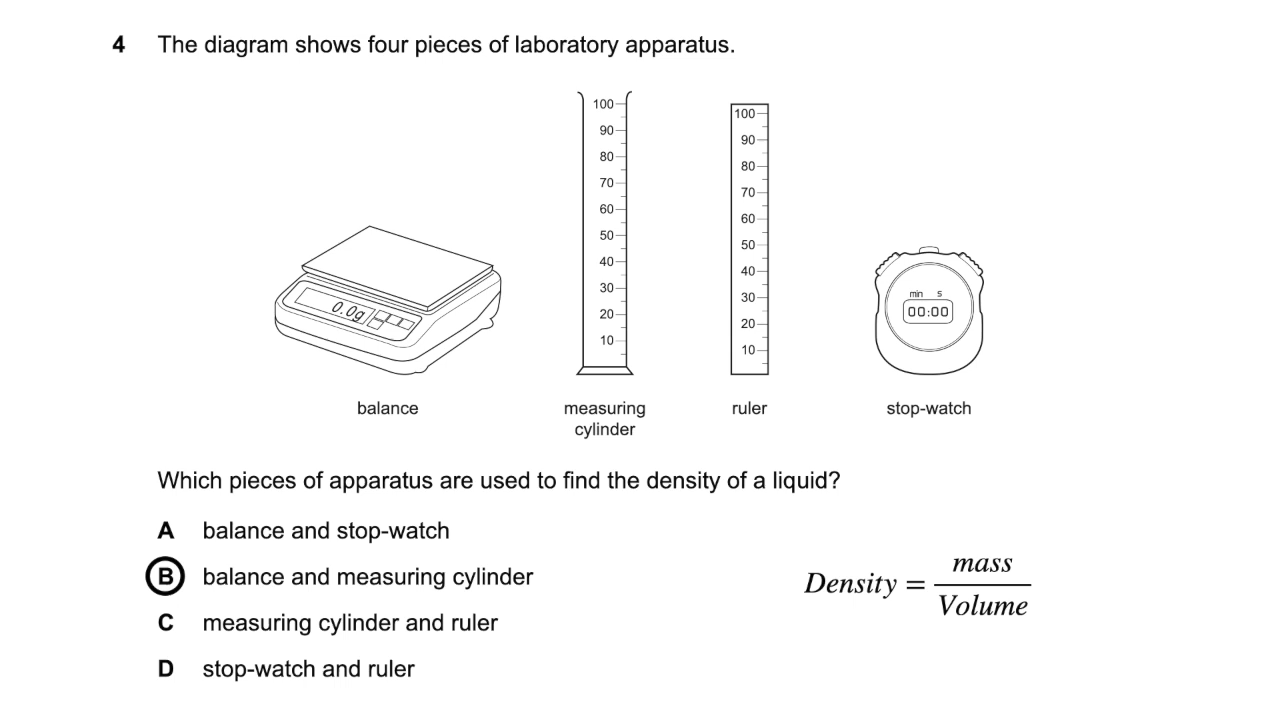 4 The diagram shows four pieces of laboratory apparatus.
100 100
90 90
80 80
70 70
60 60
50 50
40 40
30 30
20 20
10 10
0.0g
min s
00:00
balance measuring cylinder ruler stop-watch
Which pieces of apparatus are used to find the density of a liquid?
A balance and stop-watch
B balance and measuring cylinder
C measuring cylinder and ruler
D stop-watch and ruler
Density = mass / Volume